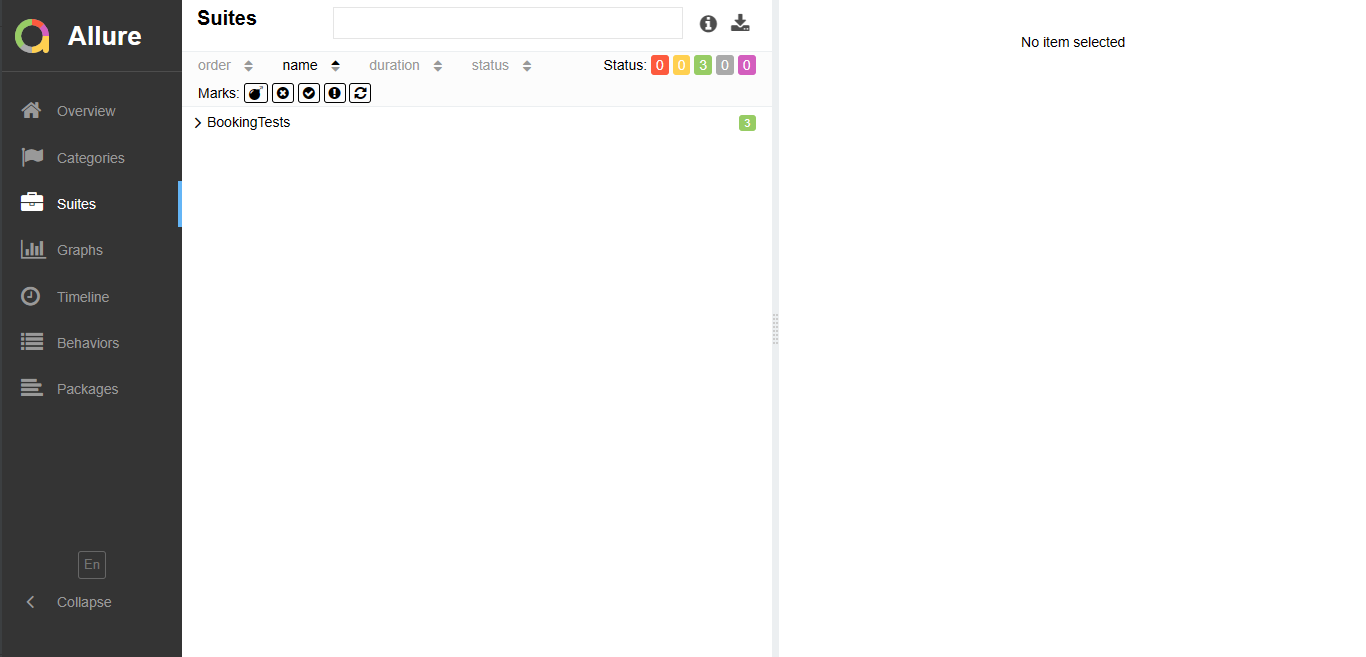 Allure
Overview
Categories
Suites
Graphs
Timeline
Behaviors
Packages
En
Collapse
Suites
order name duration status Status: 0 0 3 0 0
Marks:
BookingTests 3
No item selected